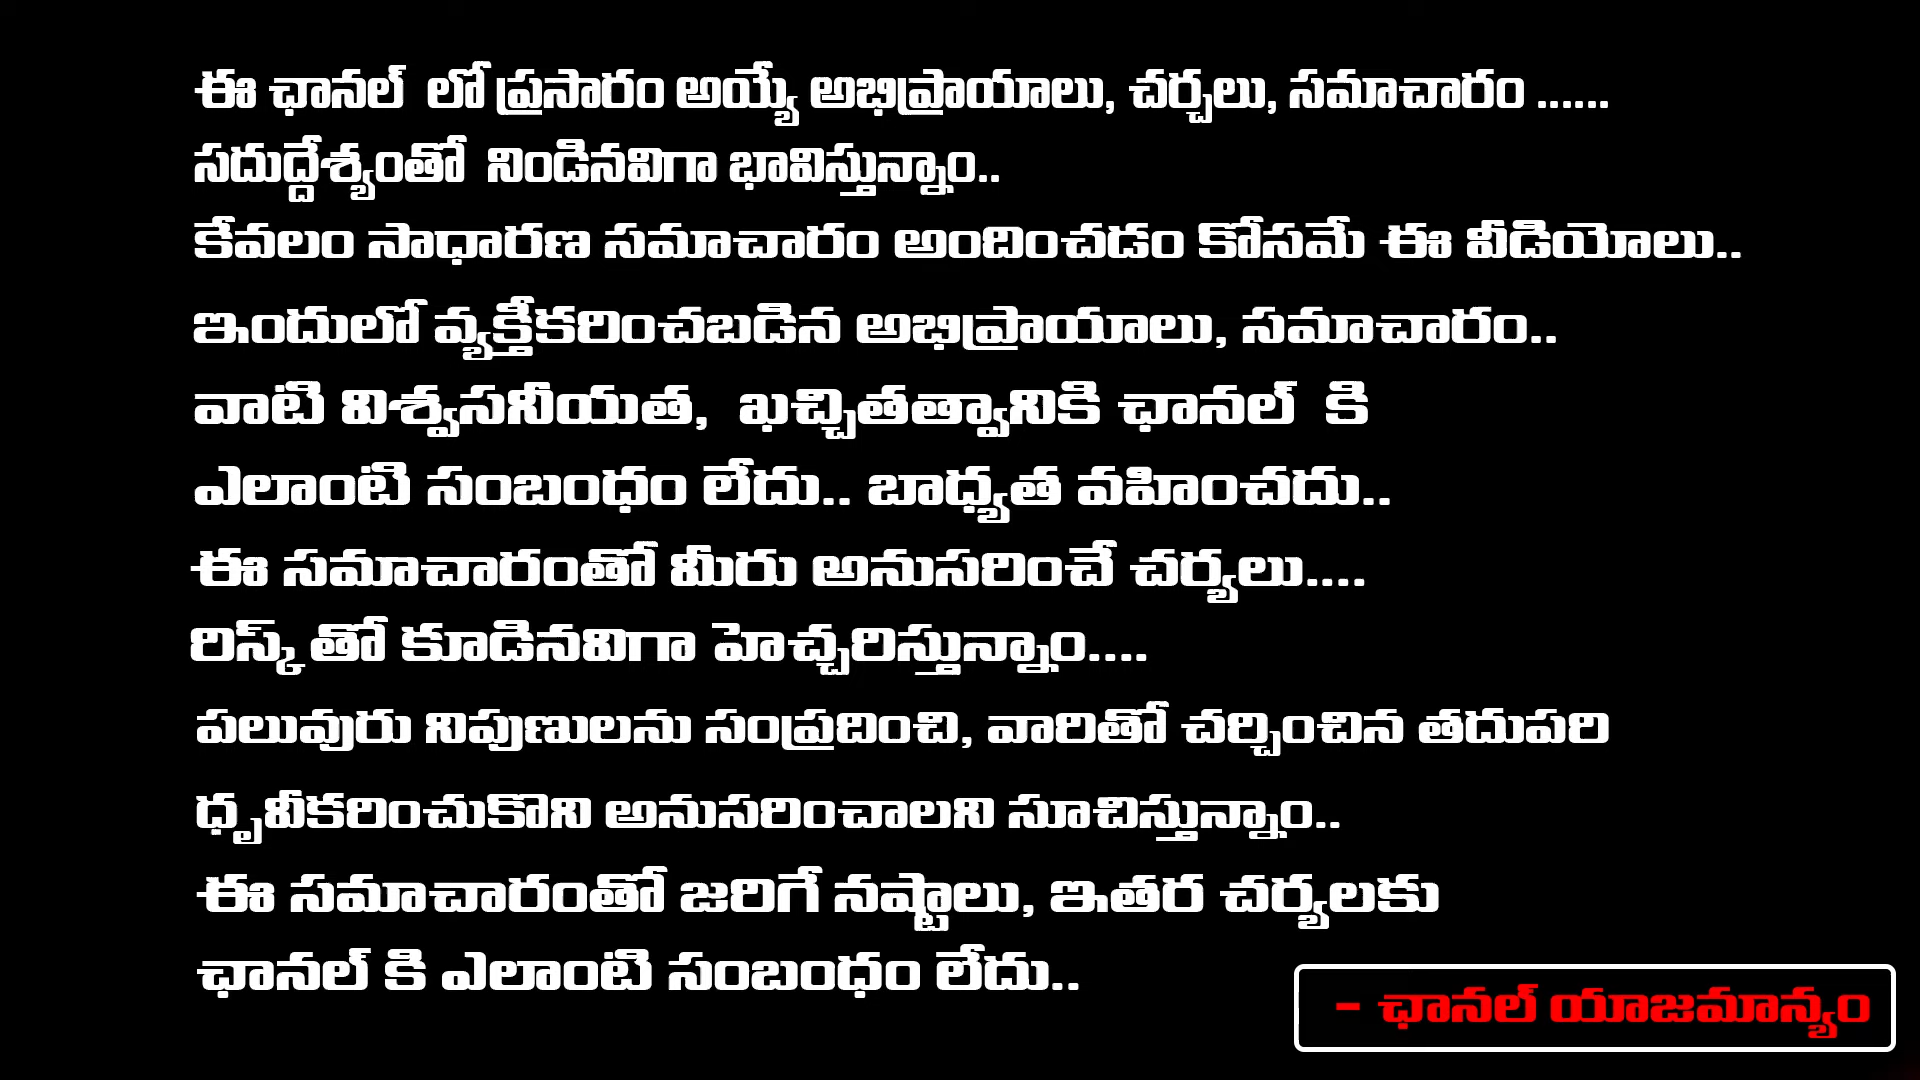 ఈ ఛానల్ లో ప్రసారం అయ్యే అభిప్రాయాలు, చర్చలు, సమాచారం ......
సదుద్దేశ్యంతో నిండినవిగా భావిస్తున్నాం..
కేవలం సాధారణ సమాచారం అందించడం కోసమే ఈ వీడియోలు..
ఇందులో వ్యక్తీకరించబడిన అభిప్రాయాలు, సమాచారం..
వాటి విశ్వసనీయత, ఖచ్చితత్వానికి ఛానల్ కి
ఎలాంటి సంబంధం లేదు.. బాధ్యత వహించదు..
ఈ సమాచారంతో మీరు అనుసరించే చర్యలు....
రిస్క్ తో కూడినవిగా హెచ్చరిస్తున్నాం....
పలువురు నిపుణులను సంప్రదించి, వారితో చర్చించిన తదుపరి
ధృవీకరించుకొని అనుసరించాలని సూచిస్తున్నాం..
ఈ సమాచారంతో జరిగే నష్టాలు, ఇతర చర్యలకు
ఛానల్ కి ఎలాంటి సంబంధం లేదు..
- ఛానల్ యాజమాన్యం